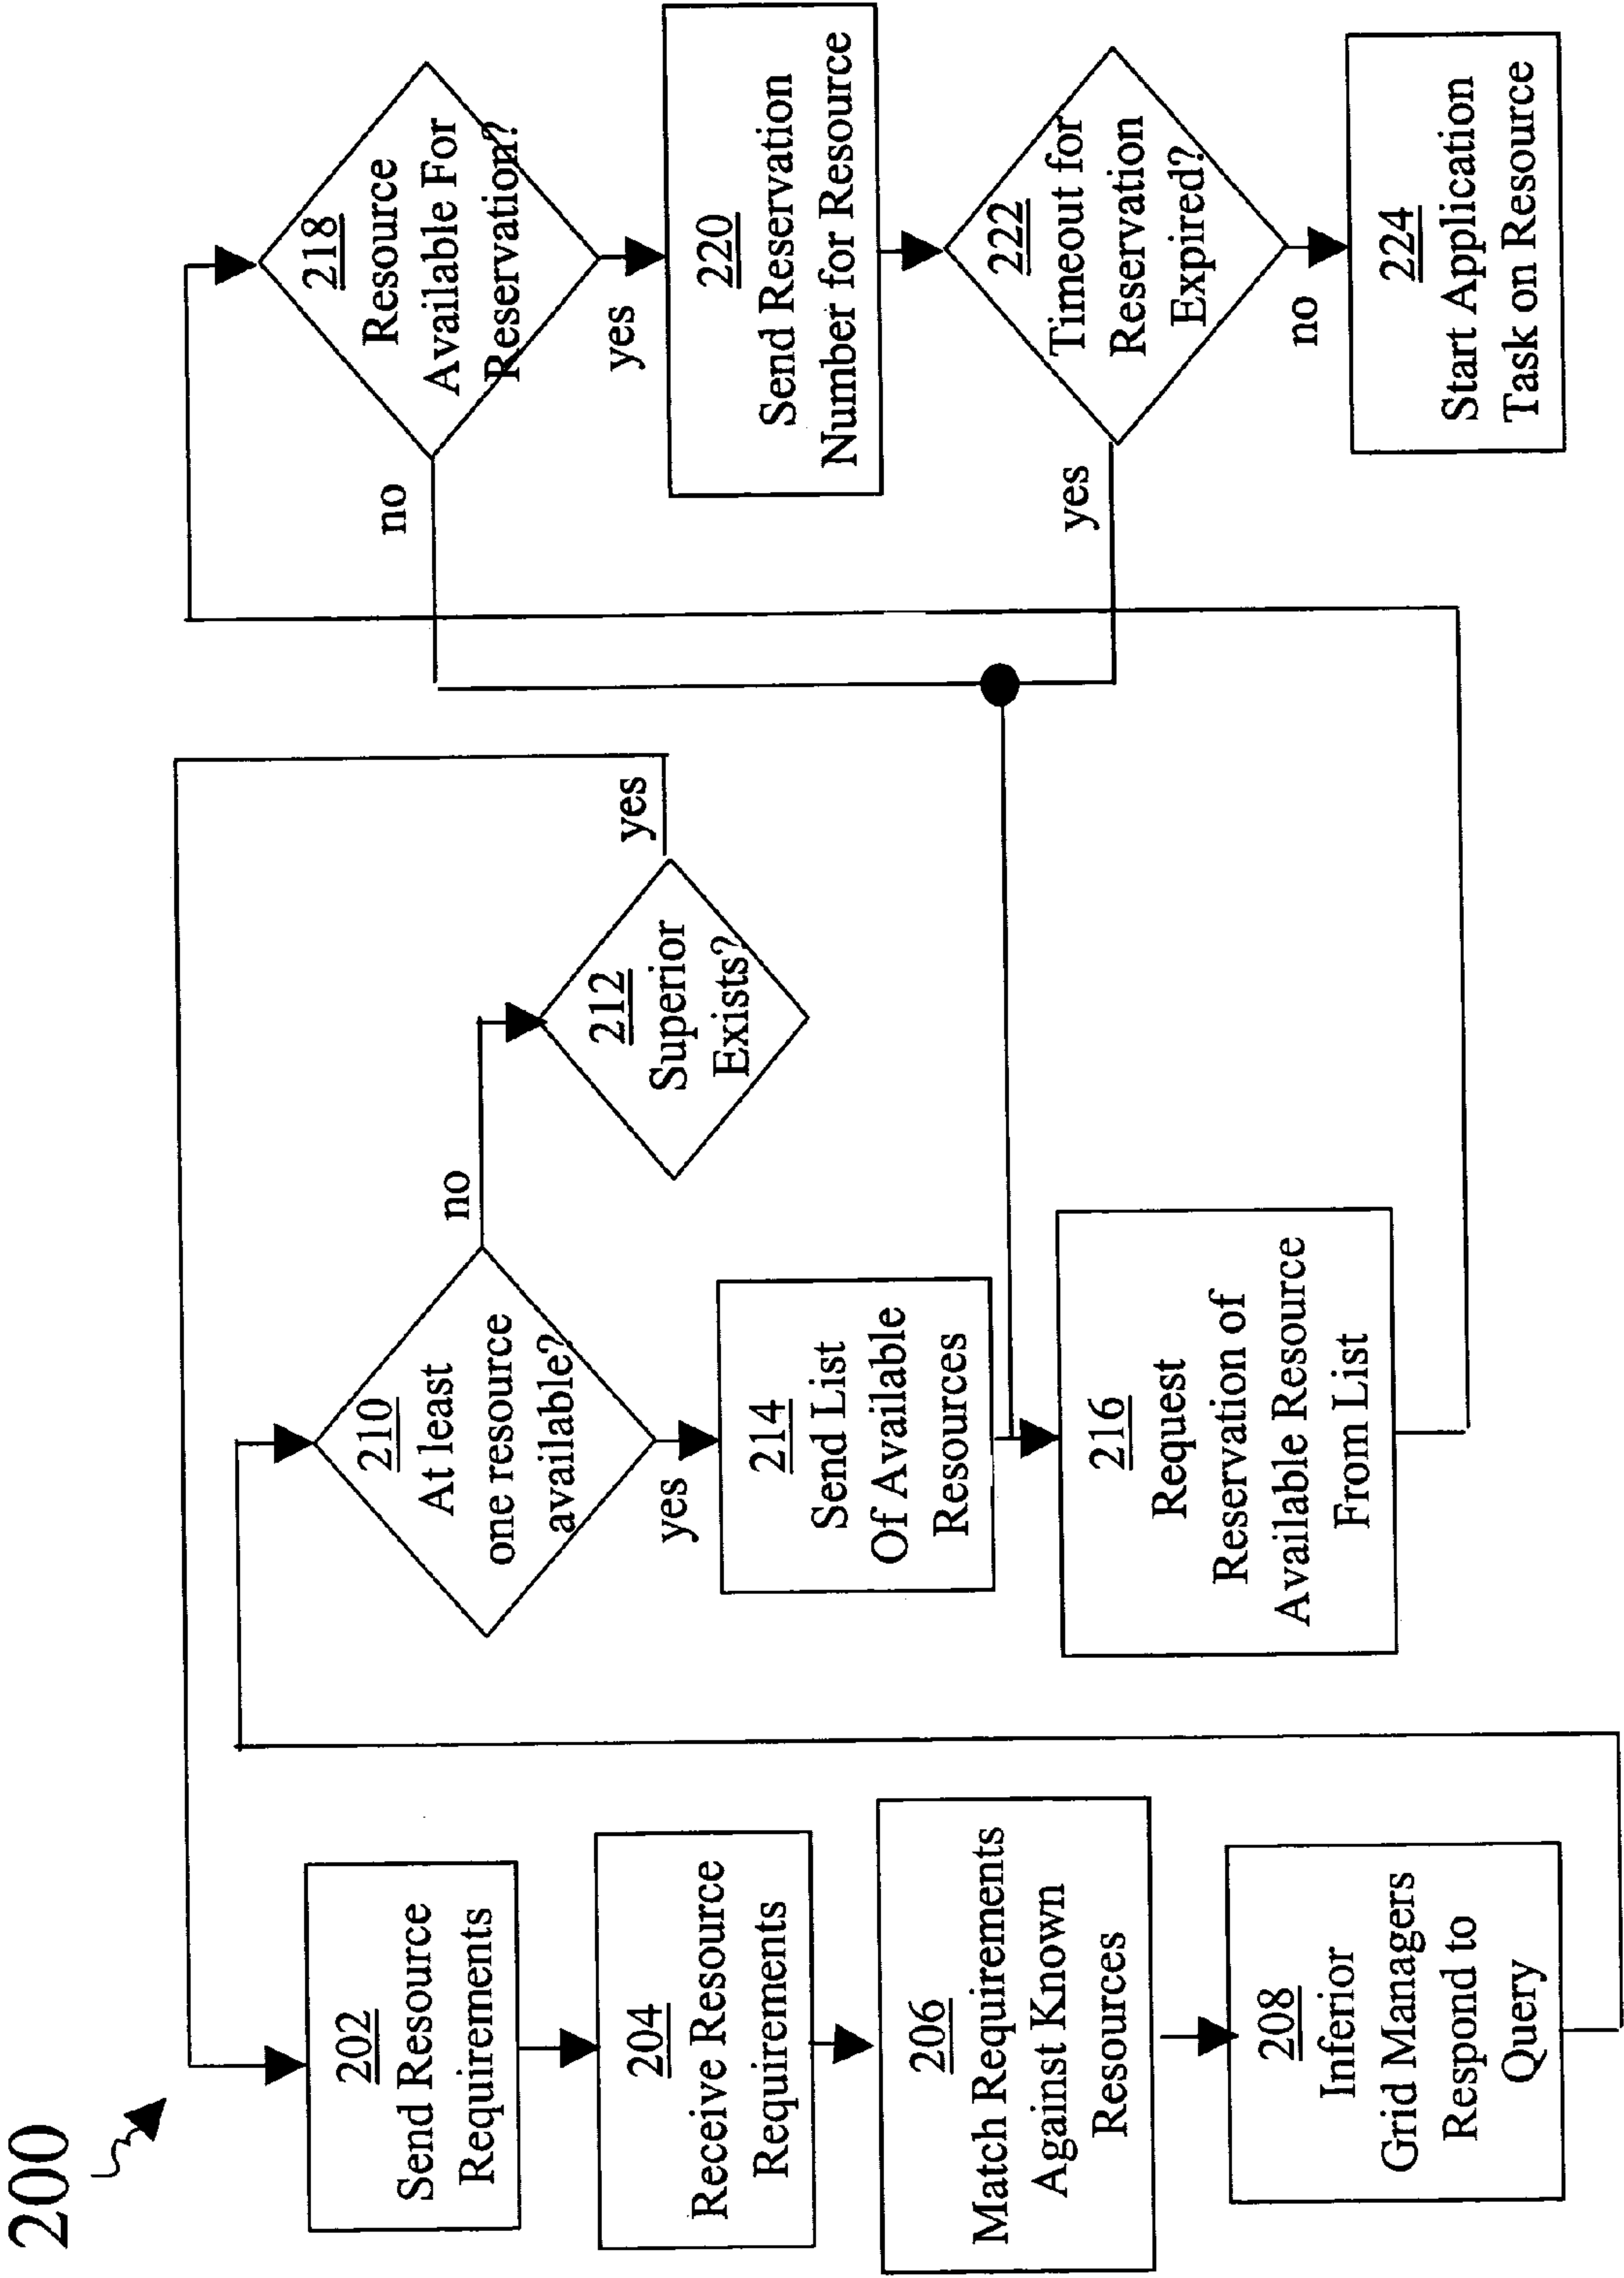 200
202
Send Resource
Requirements
204
Receive Resource
Requirements
206
Match Requirements
Against Known
Resources
208
Inferior
Grid Managers
Respond to
Query
210
At least
one resource
available?
no
yes
212
Superior
Exists?
yes
214
Send List
Of Available
Resources
216
Request
Reservation of
Available Resource
From List
218
Resource
Available For
Reservation?
no
yes
220
Send Reservation
Number for Resource
222
Timeout for
Reservation
Expired?
yes
no
224
Start Application
Task on Resource